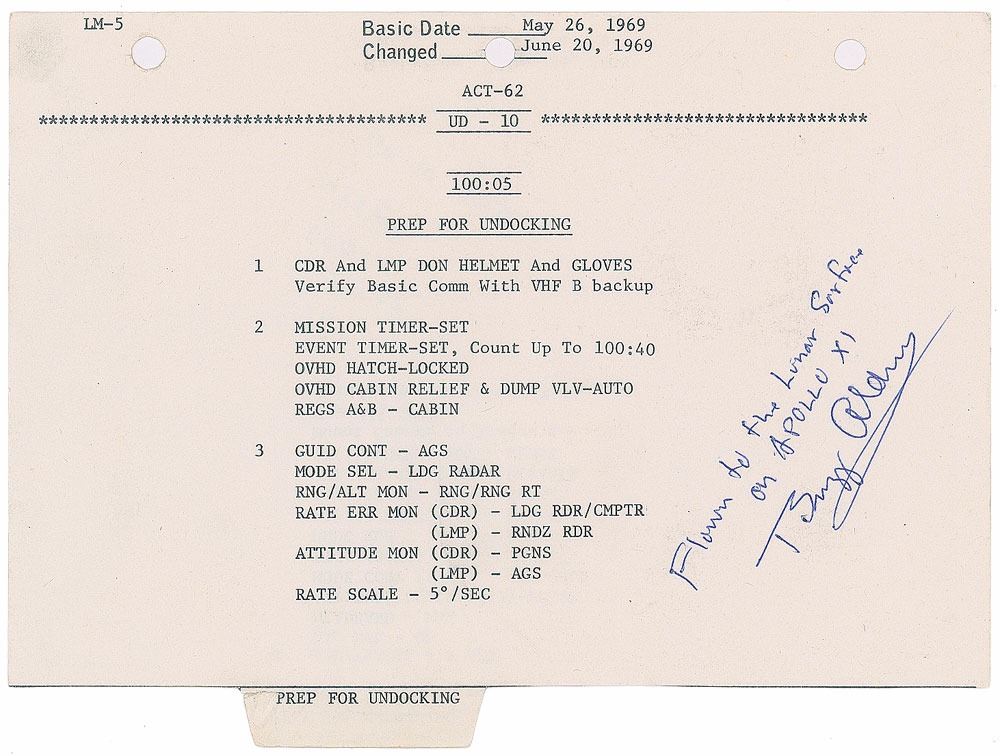 LM-5
Basic Date May 26, 1969
Changed June 20, 1969
ACT-62
************************************** UD - 10 ********************************
100:05
PREP FOR UNDOCKING
1 CDR And LMP DON HELMET And GLOVES
Verify Basic Comm With VHF B backup
2 MISSION TIMER-SET
EVENT TIMER-SET, Count Up To 100:40
OVHD HATCH-LOCKED
OVHD CABIN RELIEF & DUMP VLV-AUTO
REGS A&B - CABIN
3 GUID CONT - AGS
MODE SEL - LDG RADAR
RNG/ALT MON - RNG/RNG RT
RATE ERR MON (CDR) - LDG RDR/CMPTR
(LMP) - RNDZ RDR
ATTITUDE MON (CDR) - PGNS
(LMP) - AGS
RATE SCALE - 5°/SEC
Flown to the Lunar Surface
on APOLLO XI
Buzz Aldrin
PREP FOR UNDOCKING